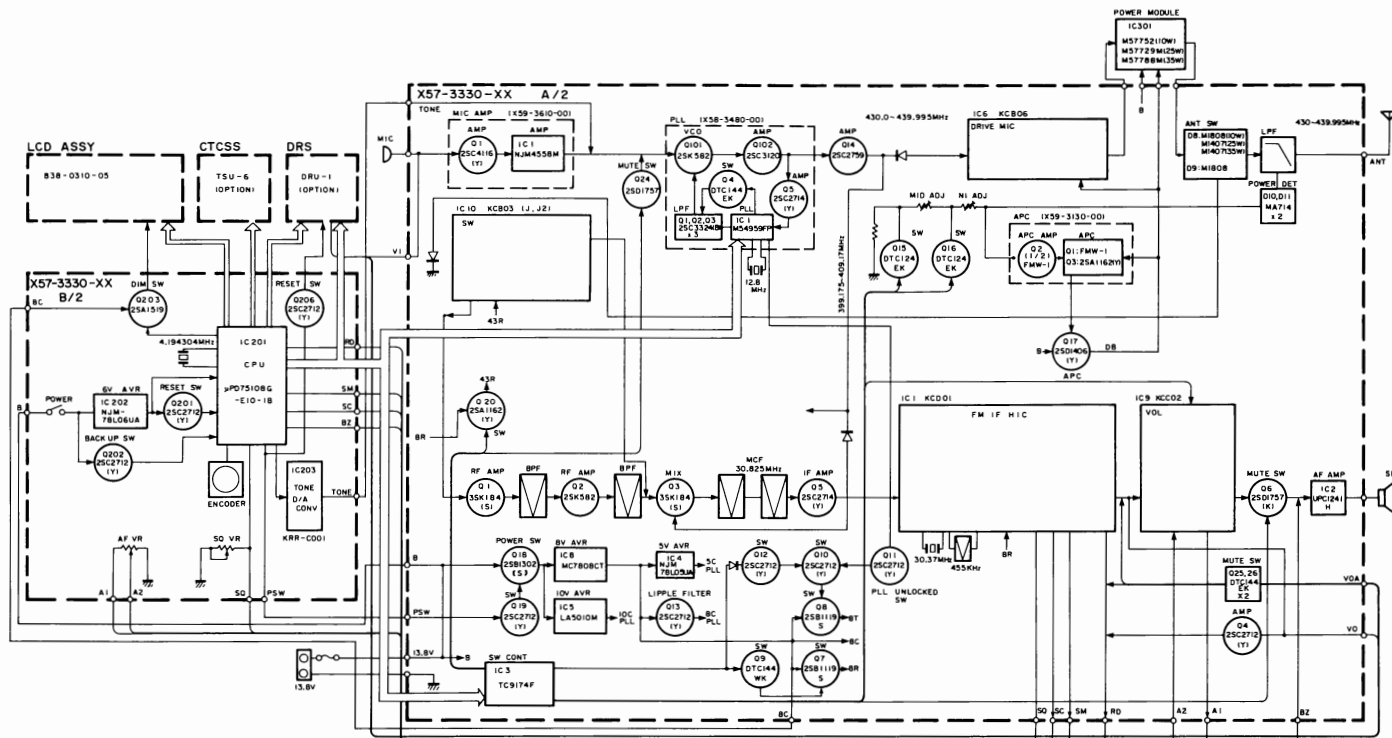 POWER MODULE
IC301
M57752(10W)
M57729M(25W)
M57788M(35W)
B
X57-3330-XX A/2
TONE
MIC AMP (X59-3610-001)
MIC
AMP
Q1
2SC4116
(Y)
AMP
IC1
NJM4558M
MUTE SW
Q24
2SD1757
PLL (X58-3480-001)
VCO
Q101
2SK582
AMP
Q102
2SC3120
SW
Q4
DTC144
EK
AMP
Q5
2SC2714
(Y)
LPF
Q1,02,03
2SC3324(B)
x 3
PLL
IC1
M54959FP
12.8
MHz
AMP
Q14
2SC2759
430.0-439.995MHz
IC6 KCB06
DRIVE MIC
ANT SW
D8:M1808(10W)
M1407(25W)
M1407(35W)
D9:M1808
430-439.995MHz
LPF
ANT
POWER DET
D10,D11
MA714
x 2
LCD ASSY
B38-0310-05
CTCSS
TSU-6
(OPTION)
DRS
DRU-1
(OPTION)
V1
IC10 KCB03 (J,J2)
SW
43R
399.175-409.17MHz
MID ADJ
N1 ADJ
SW
Q15
DTC124
EK
SW
Q16
DTC124
EK
APC (X59-3130-00)
APC AMP
Q2
(1/2)
FMW-1
APC
Q1:FMW-1
Q3:2SA1162(Y)
B
Q17
2SD1406
(Y)
DB
APC
X57-3330-XX
B/2
BC
DIM SW
Q203
2SA1519
RESET SW
Q206
2SC2712
(Y)
4.194304MHz
IC201
CPU
µPD75108G
-E10-1B
RD
SM
SC
BZ
B
POWER
6V AVR
IC202
NJM-
78L06UA
RESET SW
Q201
2SC2712
(Y)
BACK UP SW
Q202
2SC2712
(Y)
ENCODER
IC203
TONE
D/A
CONV
KRR-C001
TONE
AF VR
SQ VR
A1
A2
SQ
PSW
43R
Q20
2SA1162
(Y)
SW
BR
RF AMP
Q1
3SK184
(S)
BPF
RF AMP
Q2
2SK582
BPF
MIX
Q3
3SK184
(S)
MCF
30.825MHz
IF AMP
Q5
2SC2714
(Y)
IC1 KCD01
FM IF HIC
30.37MHz
455KHz
BR
IC9 KCC02
VOL
MUTE SW
Q6
2SD1757
(K)
AF AMP
IC2
UPC1241
H
B
POWER SW
Q18
2SB1302
(S)
8V AVR
IC8
MC7808CT
5V AVR
IC4
NJM
78L05UA
5C
PLL
SW
Q12
2SC2712
(Y)
SW
Q10
2SC2712
(Y)
Q11
2SC2712
(Y)
PLL UNLOCKED
SW
PSW
SW
Q19
2SC2712
(Y)
10V AVR
IC5
LA5010M
10C
PLL
LIPPLE FILTER
Q13
2SC2712
(Y)
8C
PLL
SW
Q8
2SB1119
S
BT
BC
MUTE SW
Q25,26
DTC144
EK
X2
VOA
AMP
Q4
2SC2712
(Y)
VO
13.8V
13.8V
B
SW CONT
IC3
TC9174F
SW
Q9
DTC144
WK
SW
Q7
2SB1119
S
BR
BC
SQ
SC
SM
RD
A2
A1
BZ